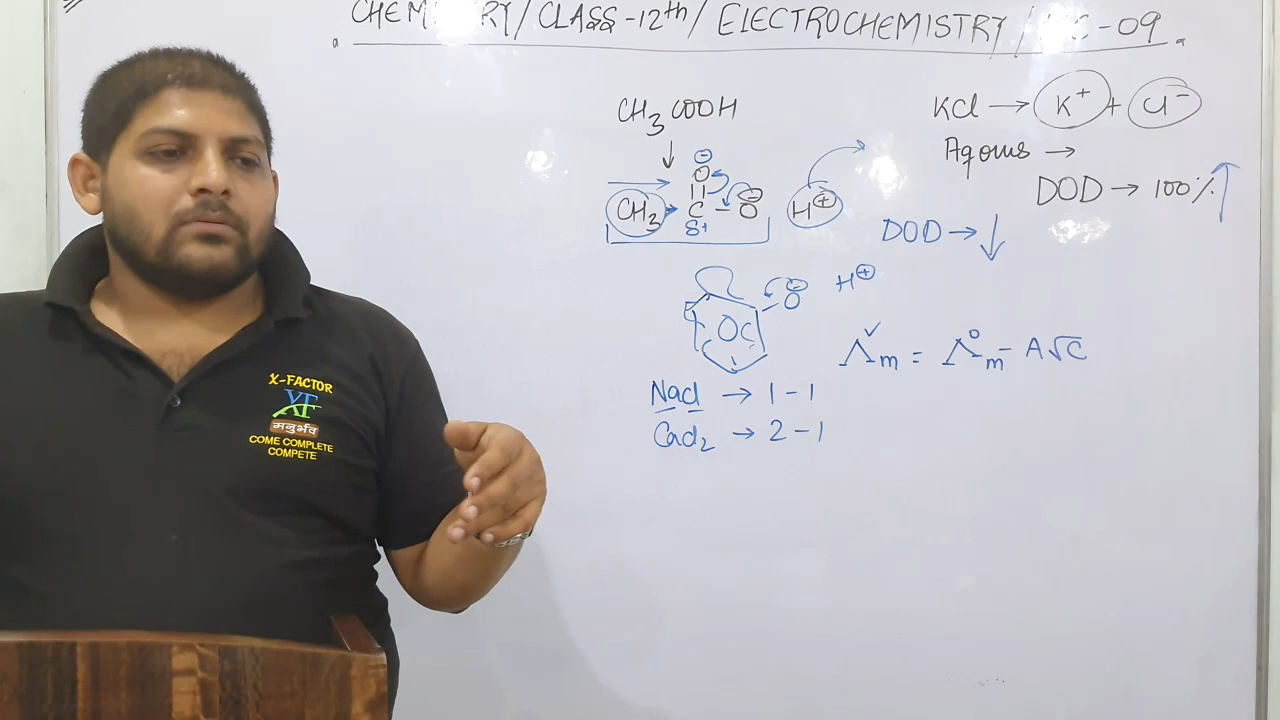 CHEMISTRY/CLASS-12th/ELECTROCHEMISTRY/ -09
CH3COOH
↓
⊖
O
||
CH3 → C - O⊖ H⊕
δ+
KCl → K+ + Cl-
Aqous →
DOD → 100% ↑
DOD → ↓
O⊖ H⊕
Λm = Λ°m - A√C
NaCl → 1-1
CaCl2 → 2-1
X-FACTOR
XF
मनुर्भव
COME COMPLETE
COMPETE